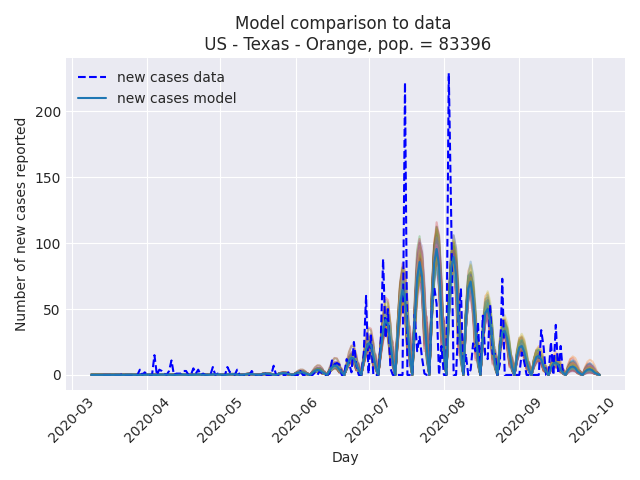 Model comparison to data
US - Texas - Orange, pop. = 83396
new cases data
new cases model
Number of new cases reported
200
150
100
50
0
2020-03
2020-04
2020-05
2020-06
2020-07
2020-08
2020-09
2020-10
Day